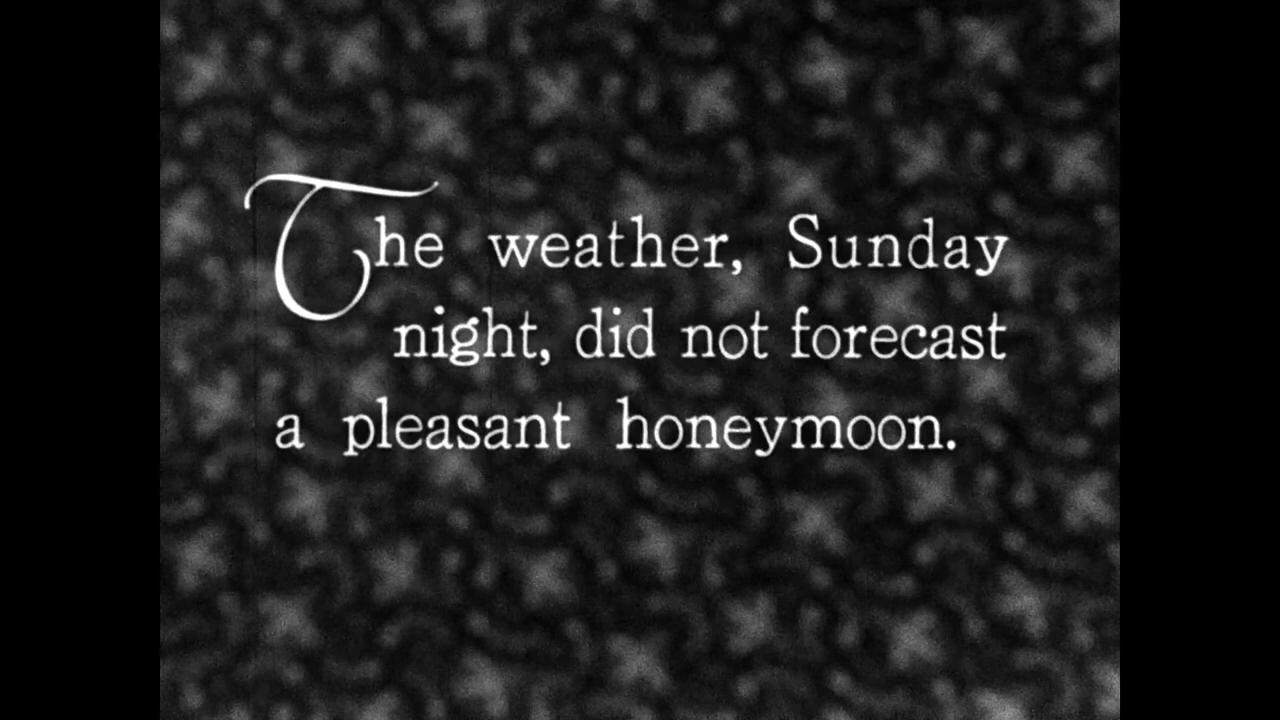 The weather, Sunday
night, did not forecast
a pleasant honeymoon.